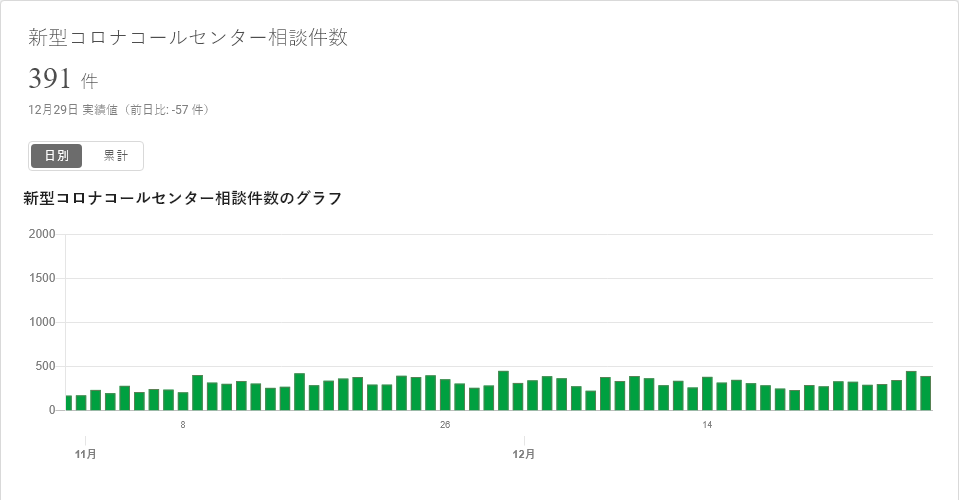 新型コロナコールセンター相談件数
391 件
12月29日 実績値（前日比: -57 件）
日別 累計
新型コロナコールセンター相談件数のグラフ
2000
1500
1000
500
0
8 26 14
11月 12月